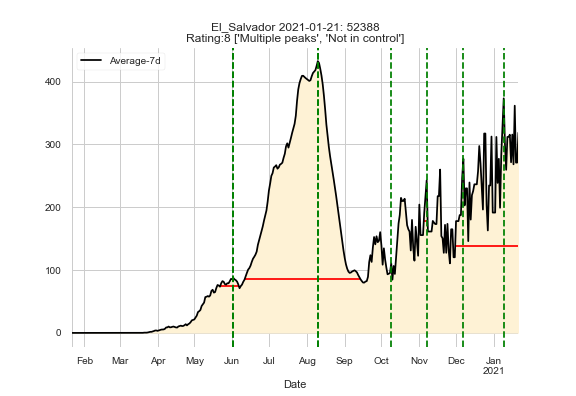 El_Salvador 2021-01-21: 52388
Rating:8 ['Multiple peaks', 'Not in control']
Average-7d
400
300
200
100
0
Feb Mar Apr May Jun Jul Aug Sep Oct Nov Dec Jan
2021
Date